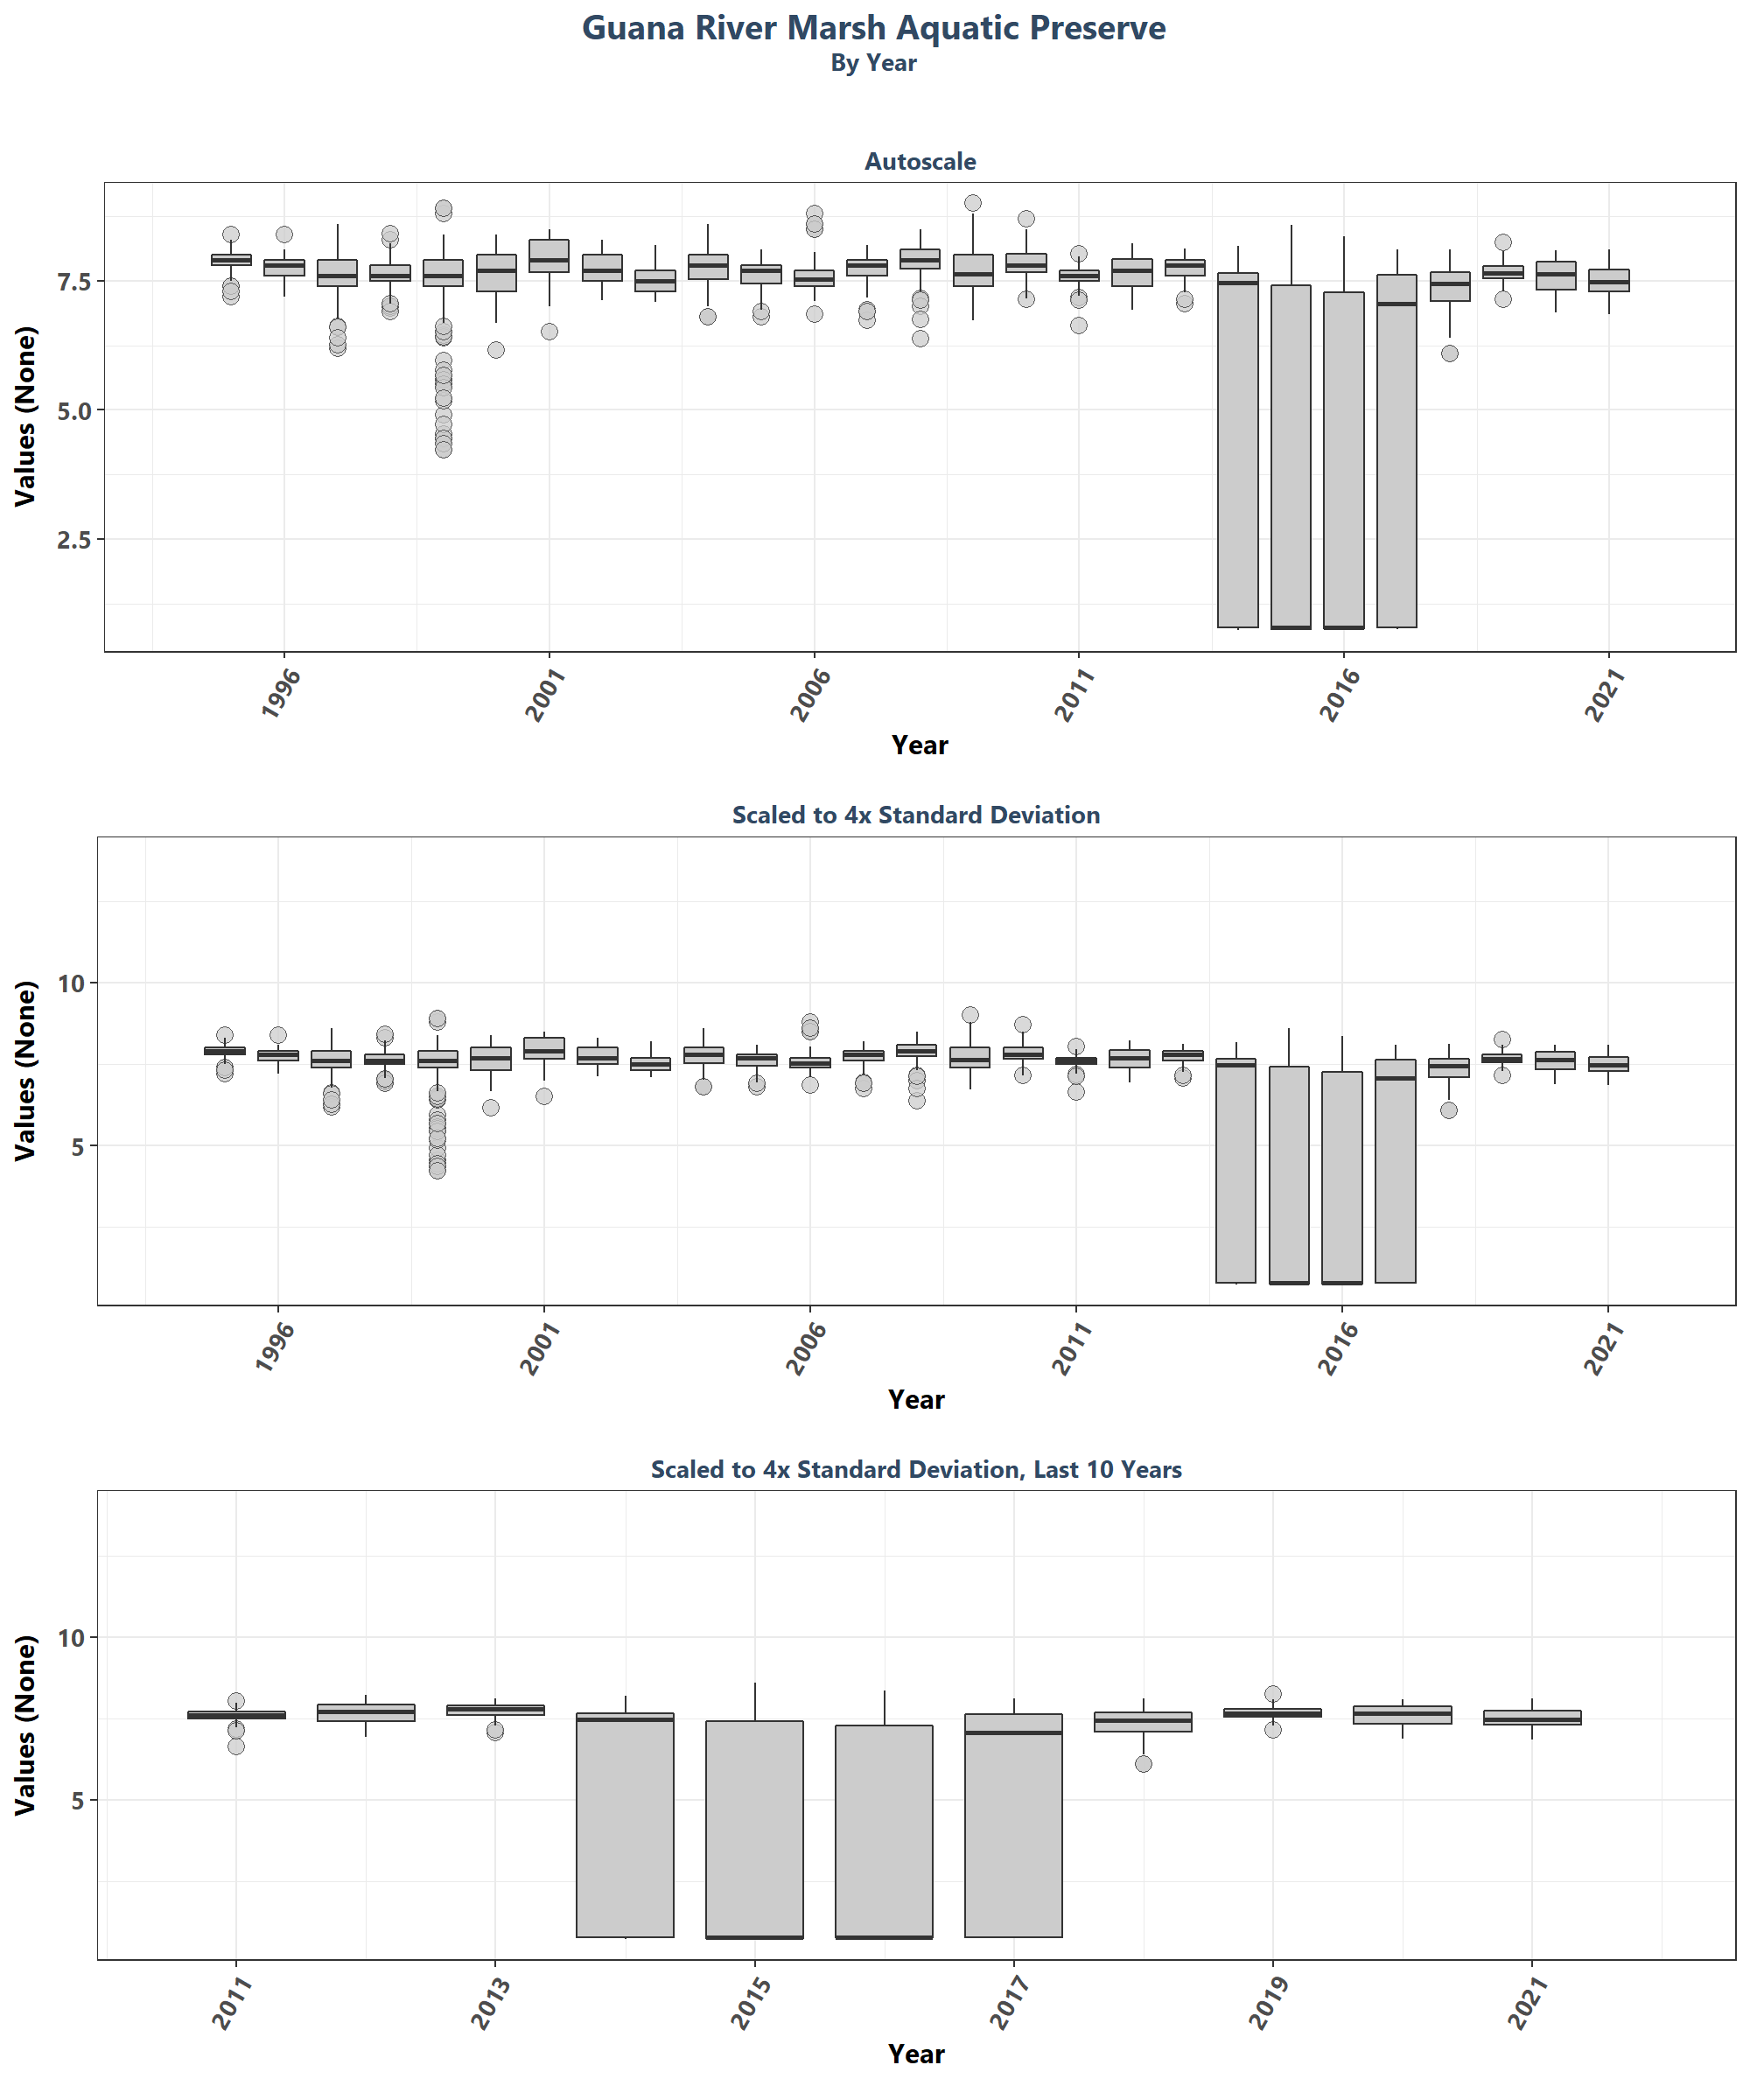 Guana River Marsh Aquatic Preserve
By Year
Autoscale
Values (None)
7.5
5.0
2.5
1996
2001
2006
2011
2016
2021
Year
Scaled to 4x Standard Deviation
Values (None)
10
5
1996
2001
2006
2011
2016
2021
Year
Scaled to 4x Standard Deviation, Last 10 Years
Values (None)
10
5
2011
2013
2015
2017
2019
2021
Year